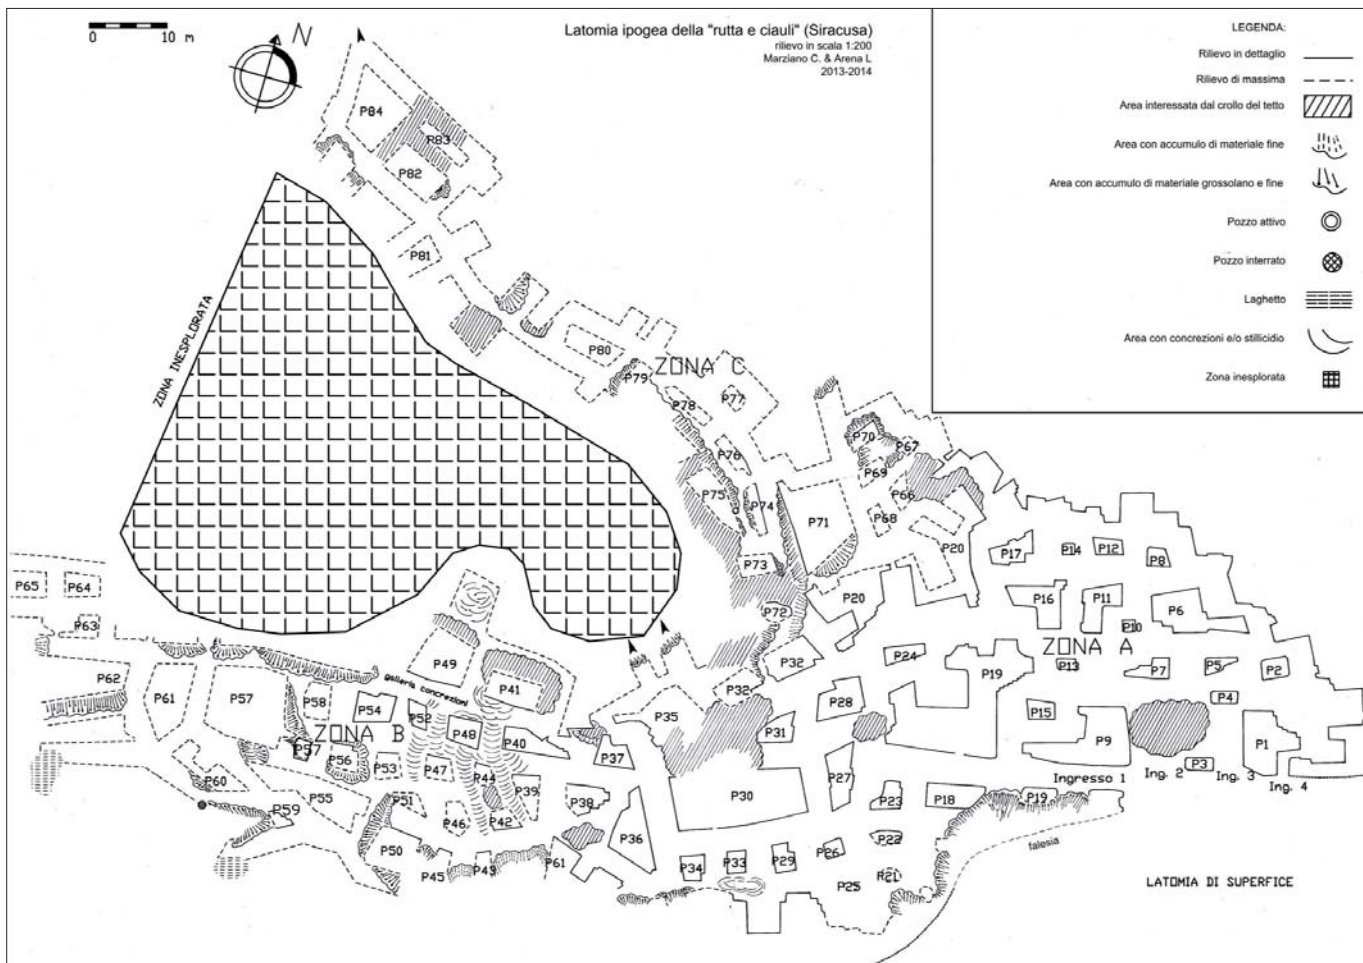 0 10 m
N
Latomia ipogea della "rutta e ciauli" (Siracusa)
rilievo in scala 1:200
Marziano C. & Arena L
2013-2014
LEGENDA:
Rilievo in dettaglio
Rilievo di massima
Area interessata dal crollo del tetto
Area con accumulo di materiale fine
Area con accumulo di materiale grossolano e fine
Pozzo attivo
Pozzo interrato
Laghetto
Area con concrezioni e/o stillicidio
Zona inesplorata
P84
P83
P82
P81
ZONA INESPLORATA
P80
ZONA C
P79
P78
P77
P76
P75
P74
P73
P72
P71
P70
P67
P69
P66
P68
P20
P20
P17
P14
P12
P8
P16
P11
P10
P6
ZONA A
P13
P7
P5
P2
P4
P15
P9
P1
P3
Ingresso 1
Ing. 2
Ing. 3
Ing. 4
P19
P24
P32
P32
P28
P31
P35
P30
P27
P23
P18
P19
falesia
P22
P26
P21
P25
P29
P33
P34
P36
P37
P38
P40
P41
P49
galleria concrezioni
P65
P64
P63
P62
P61
P57
P58
P54
P52
P48
ZONA B
P57
P56
P53
P47
P44
P39
P60
P55
P51
P46
P42
P59
P50
P45
P43
P61
LATOMIA DI SUPERFICE